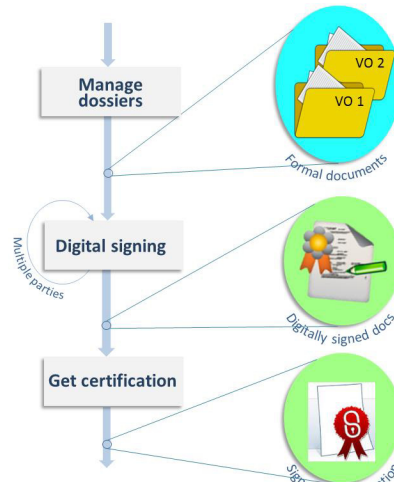 Manage
dossiers
VO 2
VO 1
Formal documents
Multiple parties
Digital signing
Digitally signed docs
Get certification